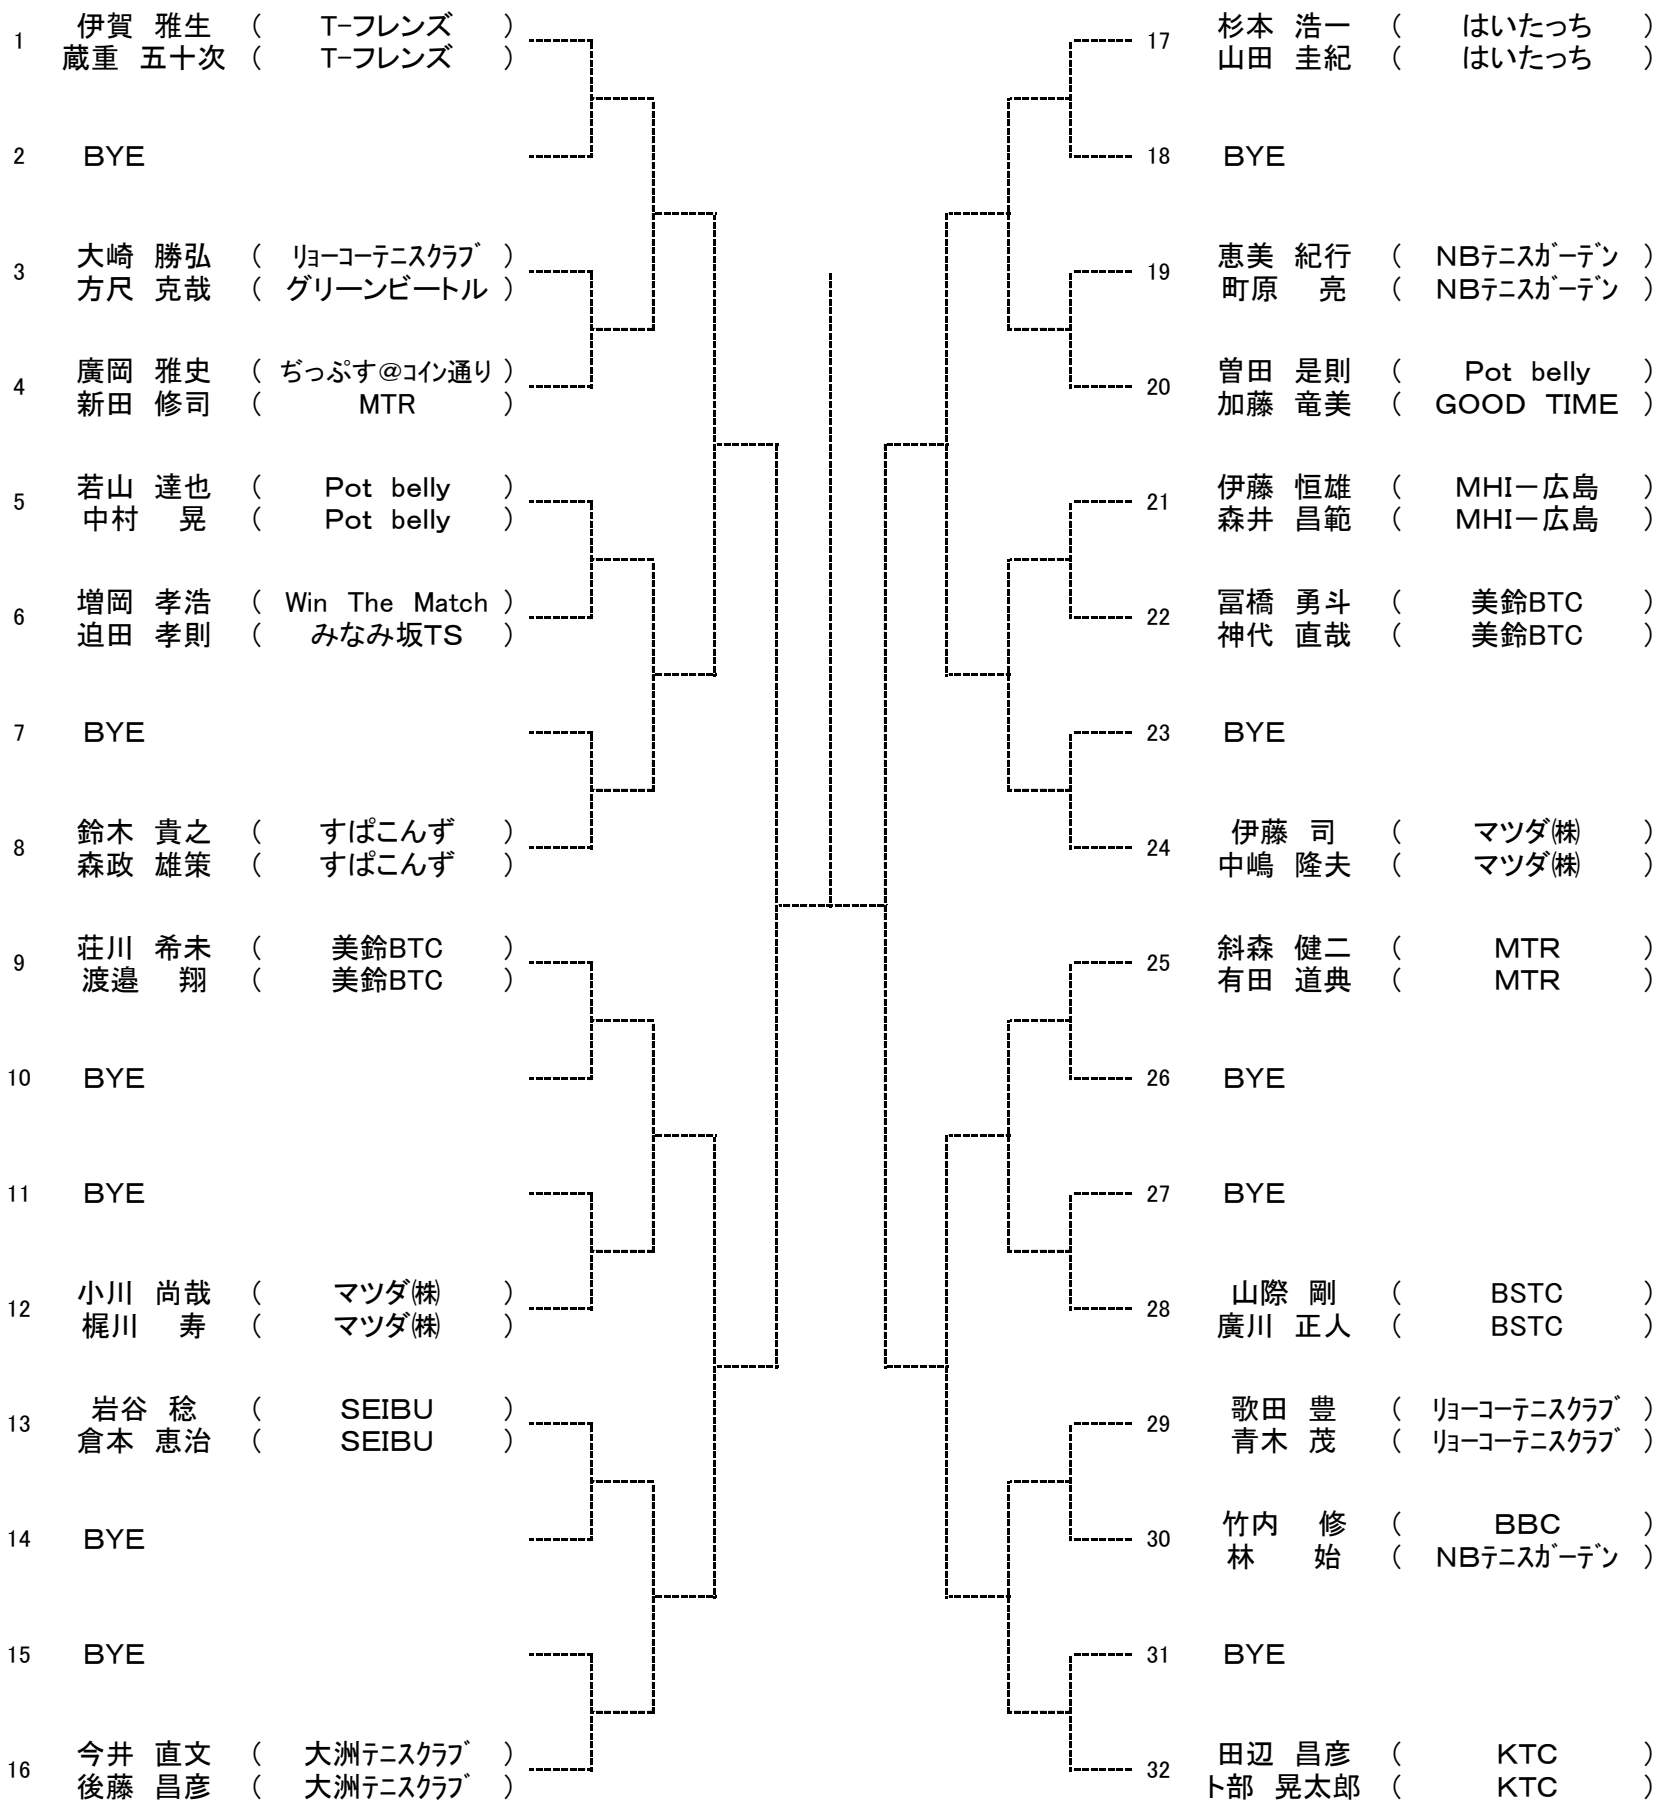 1 伊賀 雅生 ( T-フレンズ )
蔵重 五十次 ( T-フレンズ )
2 BYE
3 大崎 勝弘 ( ﾘｮｰｺｰﾃﾆｽｸﾗﾌﾞ )
方尺 克哉 ( グリーンビートル )
4 廣岡 雅史 ( ぢっぷす@ｺｲﾝ通り )
新田 修司 ( MTR )
5 若山 達也 ( Pot belly )
中村 晃 ( Pot belly )
6 増岡 孝浩 ( Win The Match )
迫田 孝則 ( みなみ坂TS )
7 BYE
8 鈴木 貴之 ( すぱこんず )
森政 雄策 ( すぱこんず )
9 荘川 希未 ( 美鈴BTC )
渡邉 翔 ( 美鈴BTC )
10 BYE
11 BYE
12 小川 尚哉 ( マツダ㈱ )
梶川 寿 ( マツダ㈱ )
13 岩谷 稔 ( SEIBU )
倉本 恵治 ( SEIBU )
14 BYE
15 BYE
16 今井 直文 ( 大洲ﾃﾆｽｸﾗﾌﾞ )
後藤 昌彦 ( 大洲ﾃﾆｽｸﾗﾌﾞ )
17 杉本 浩一 ( はいたっち )
山田 圭紀 ( はいたっち )
18 BYE
19 恵美 紀行 ( NBﾃﾆｽｶﾞｰﾃﾞﾝ )
町原 亮 ( NBﾃﾆｽｶﾞｰﾃﾞﾝ )
20 曽田 是則 ( Pot belly )
加藤 竜美 ( GOOD TIME )
21 伊藤 恒雄 ( MHI－広島 )
森井 昌範 ( MHI－広島 )
22 冨橋 勇斗 ( 美鈴BTC )
神代 直哉 ( 美鈴BTC )
23 BYE
24 伊藤 司 ( マツダ㈱ )
中嶋 隆夫 ( マツダ㈱ )
25 斜森 健二 ( MTR )
有田 道典 ( MTR )
26 BYE
27 BYE
28 山際 剛 ( BSTC )
廣川 正人 ( BSTC )
29 歌田 豊 ( ﾘｮｰｺｰﾃﾆｽｸﾗﾌﾞ )
青木 茂 ( ﾘｮｰｺｰﾃﾆｽｸﾗﾌﾞ )
30 竹内 修 ( BBC )
林 始 ( NBﾃﾆｽｶﾞｰﾃﾞﾝ )
31 BYE
32 田辺 昌彦 ( KTC )
ト部 晃太郎 ( KTC )